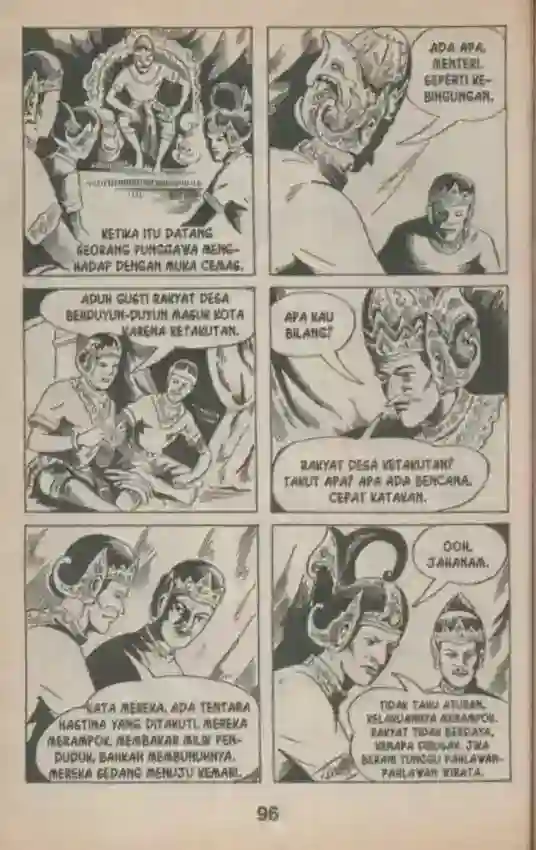 KETIKA ITU DATANG
SEORANG PUNGGAWA MENG-
HADAP DENGAN MUKA CEMAS.
ADA APA,
MENTERI.
SEPERTI KE-
BINGUNGAN.
ADUH GUSTI RAKYAT DESA
BERDUYUN-DUYUN MASUK KOTA
KARENA KETAKUTAN.
APA KAU
BILANG?
RAKYAT DESA KETAKUTAN?
TAKUT APA? APA ADA BENCANA.
CEPAT KATAKAN.
KATA MEREKA, ADA TENTARA
HASTINA YANG DITAKUTI. MEREKA
MERAMPOK, MEMBAKAR MILIK PEN-
DUDUK, BAHKAN MEMBUNUHNYA.
MEREKA SEDANG MENUJU KEMARI.
OOH,
JAHANAM.
TIDAK TAHU ATURAN,
KELAKUANNYA MERAMPOK.
RAKYAT TIDAK BERDAYA,
KENAPA DIRUSAK. JIKA
BERANI TUNGGU PAHLAWAN-
PAHLAWAN WIRATA.
96